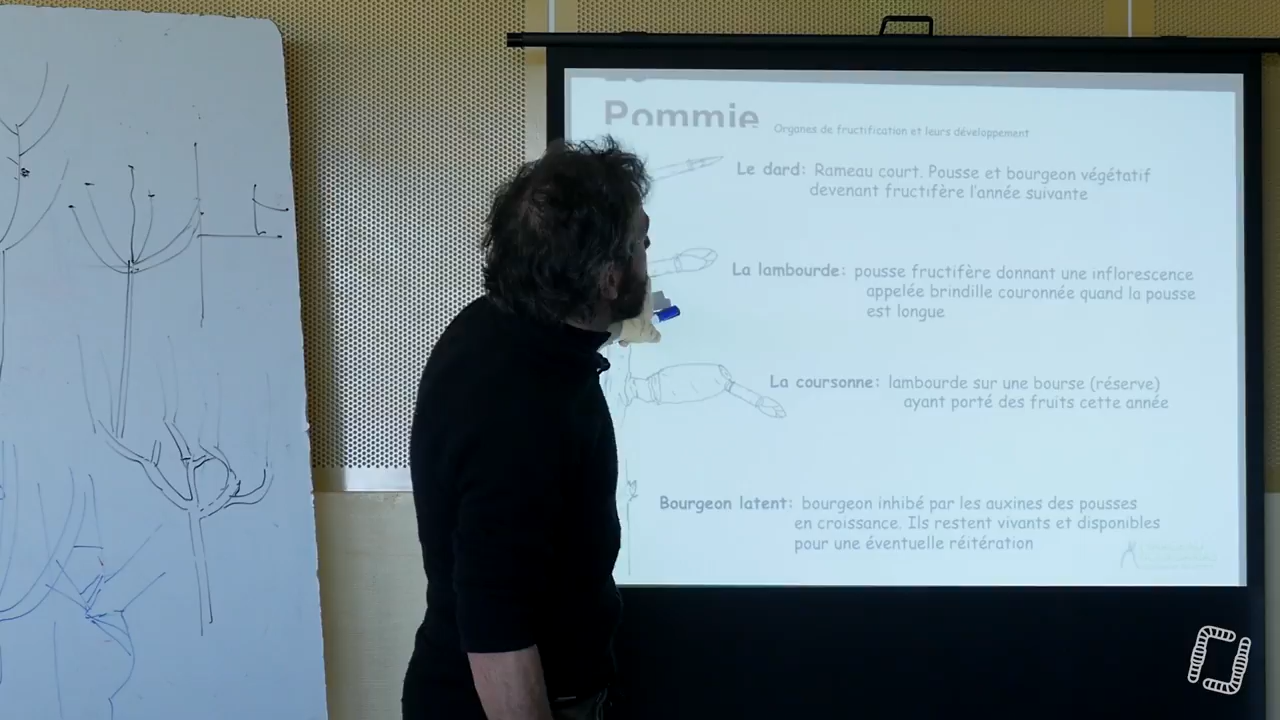 Pommie
Organes de fructification et leurs développement
Le dard: Rameau court. Pousse et bourgeon végétatif
devenant fructifère l'année suivante
La lambourde: pousse fructifère donnant une inflorescence
appelée brindille couronnée quand la pousse
est longue
La coursonne: lambourde sur une bourse (réserve)
ayant porté des fruits cette année
Bourgeon latent: bourgeon inhibé par les auxines des pousses
en croissance. Ils restent vivants et disponibles
pour une éventuelle réitération